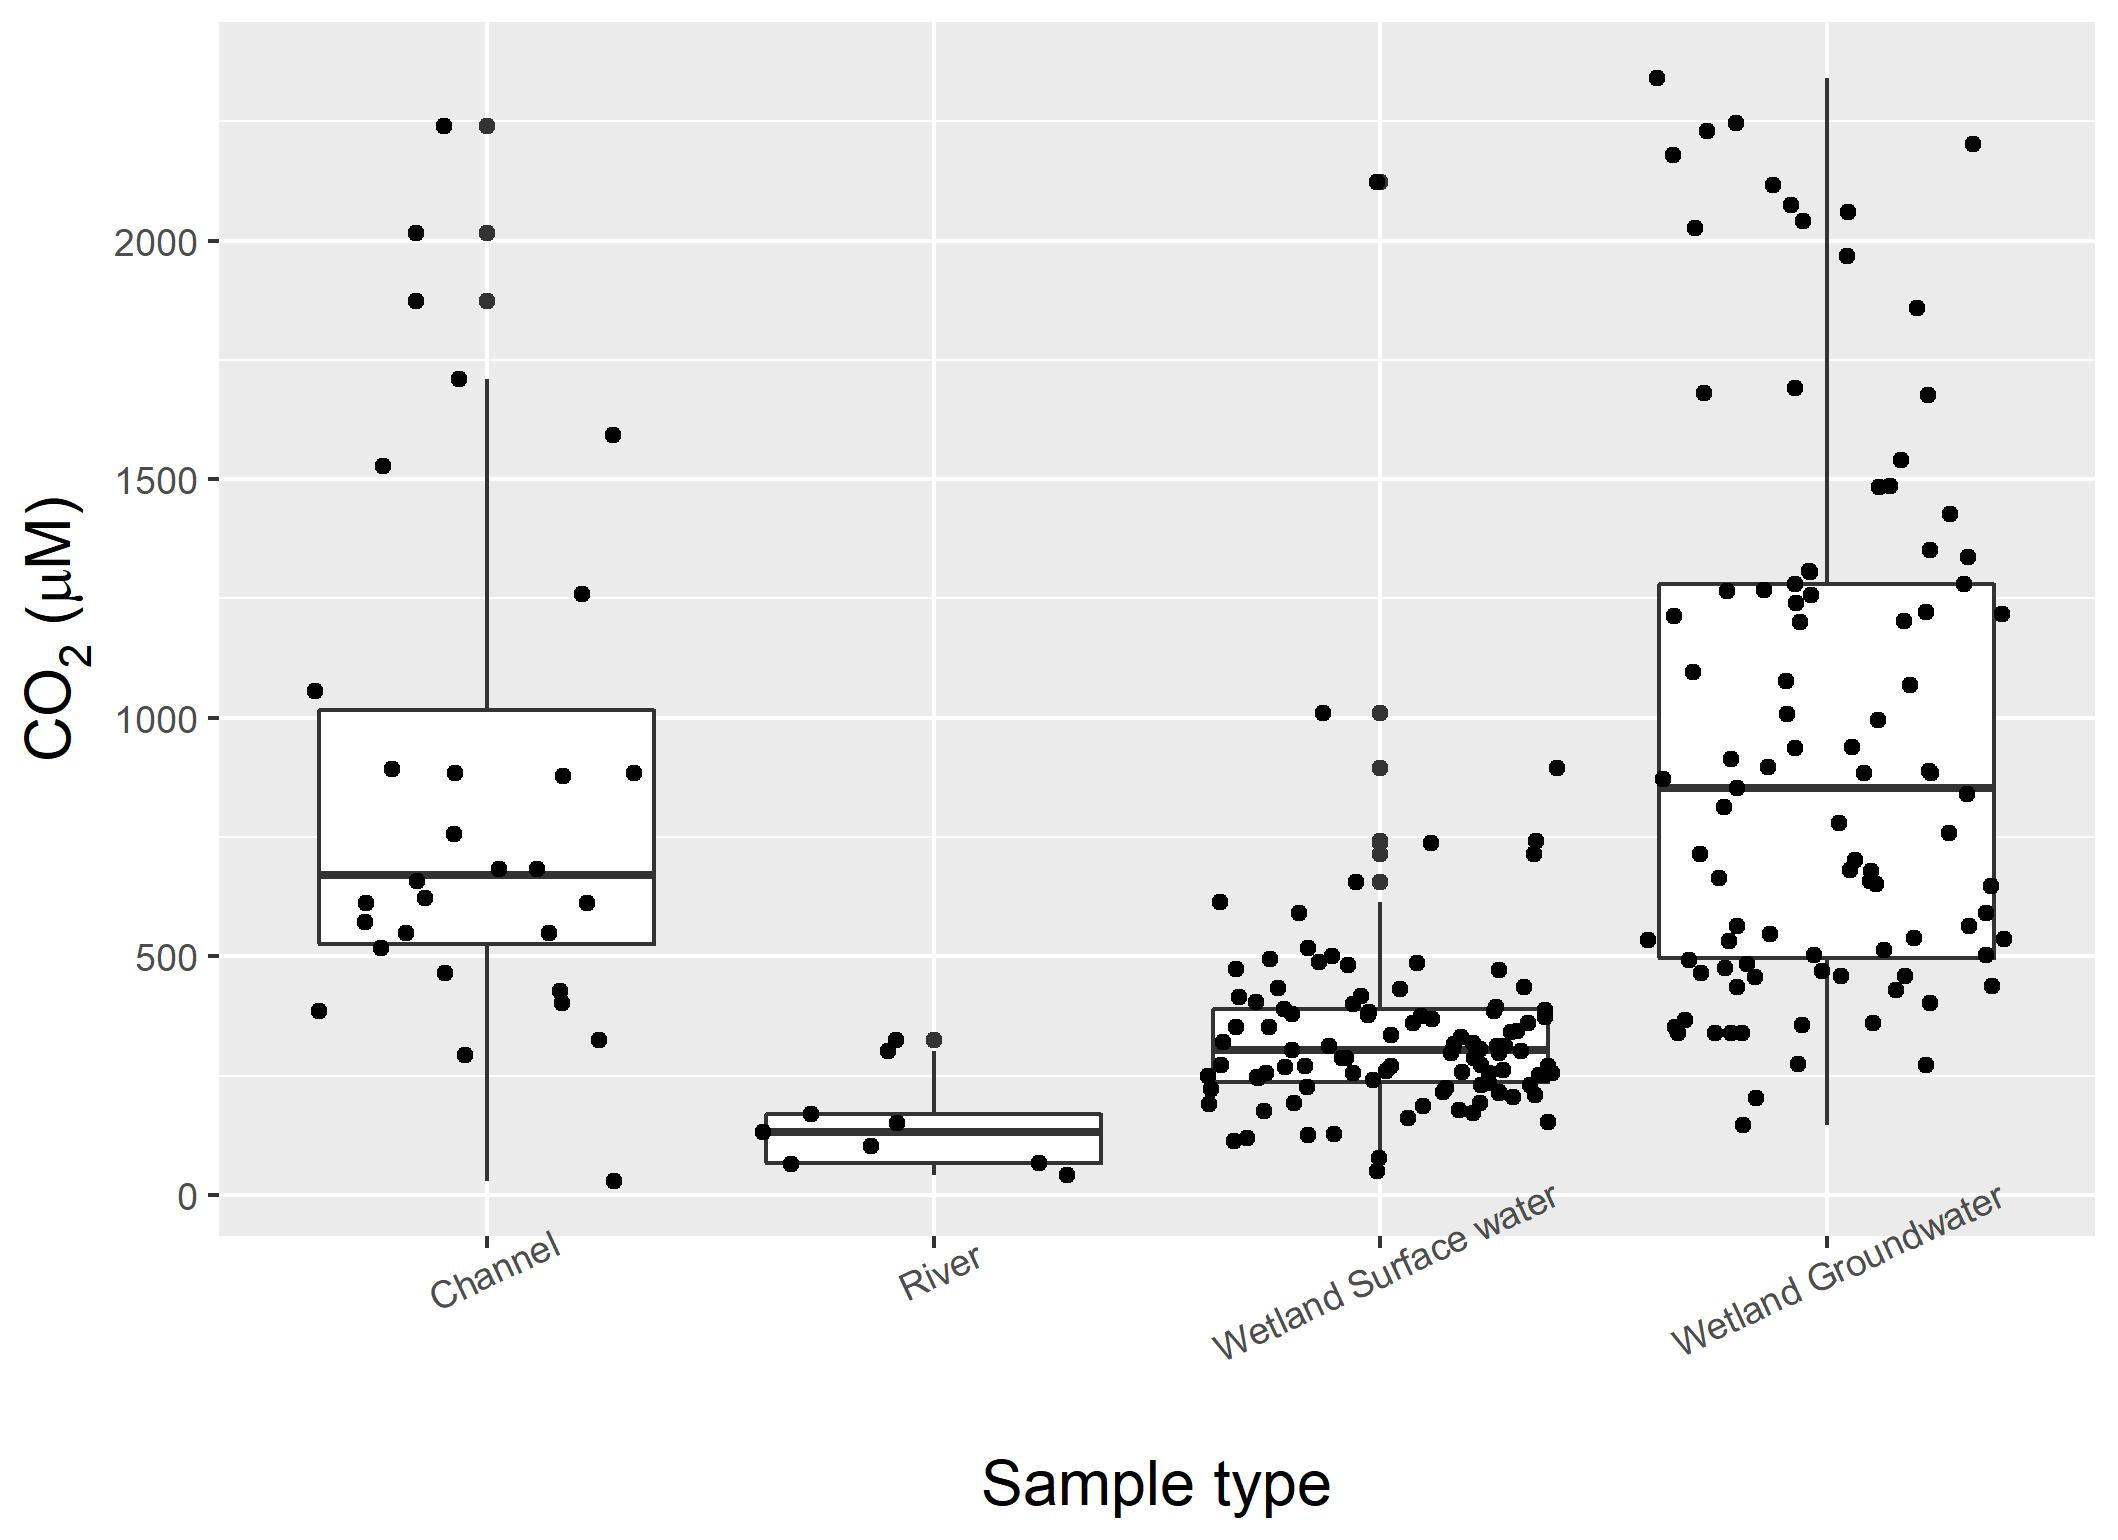 CO2 (μM)
2000
1500
1000
500
0
Channel
River
Wetland Surface water
Wetland Groundwater
Sample type